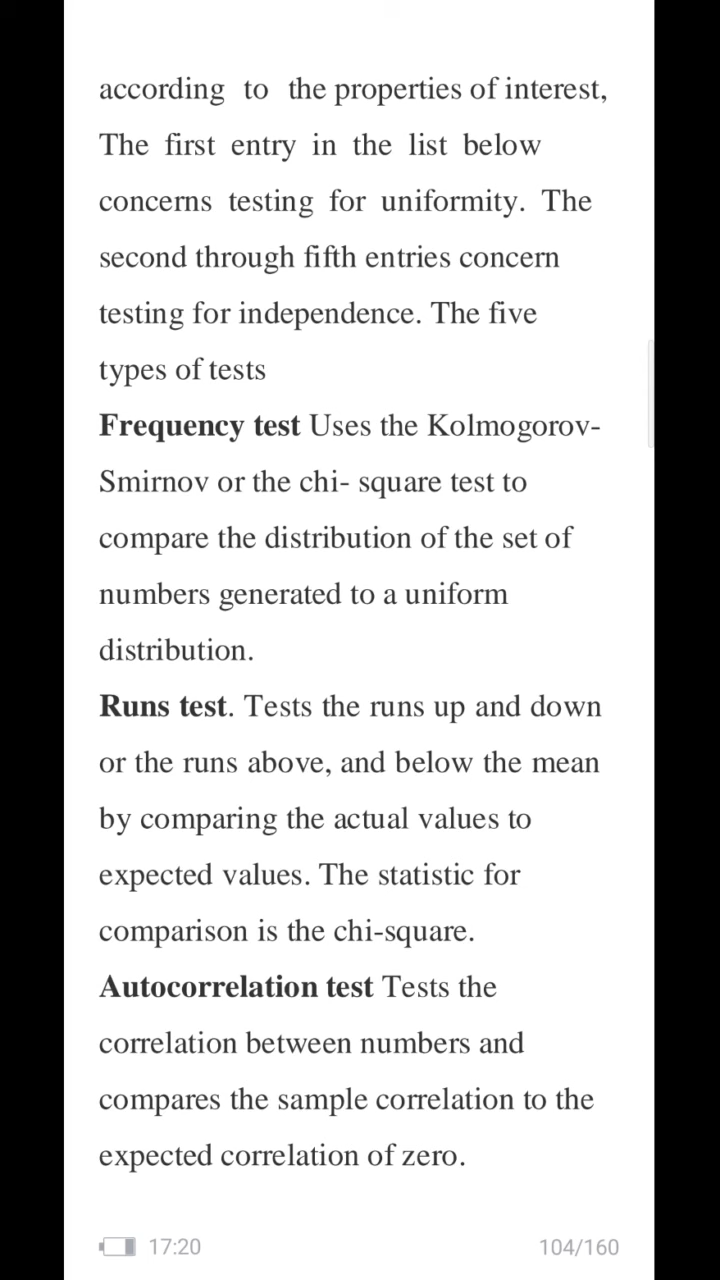 according to the properties of interest,
The first entry in the list below
concerns testing for uniformity. The
second through fifth entries concern
testing for independence. The five
types of tests
Frequency test Uses the Kolmogorov-
Smirnov or the chi- square test to
compare the distribution of the set of
numbers generated to a uniform
distribution.
Runs test. Tests the runs up and down
or the runs above, and below the mean
by comparing the actual values to
expected values. The statistic for
comparison is the chi-square.
Autocorrelation test Tests the
correlation between numbers and
compares the sample correlation to the
expected correlation of zero.
17:20 104/160